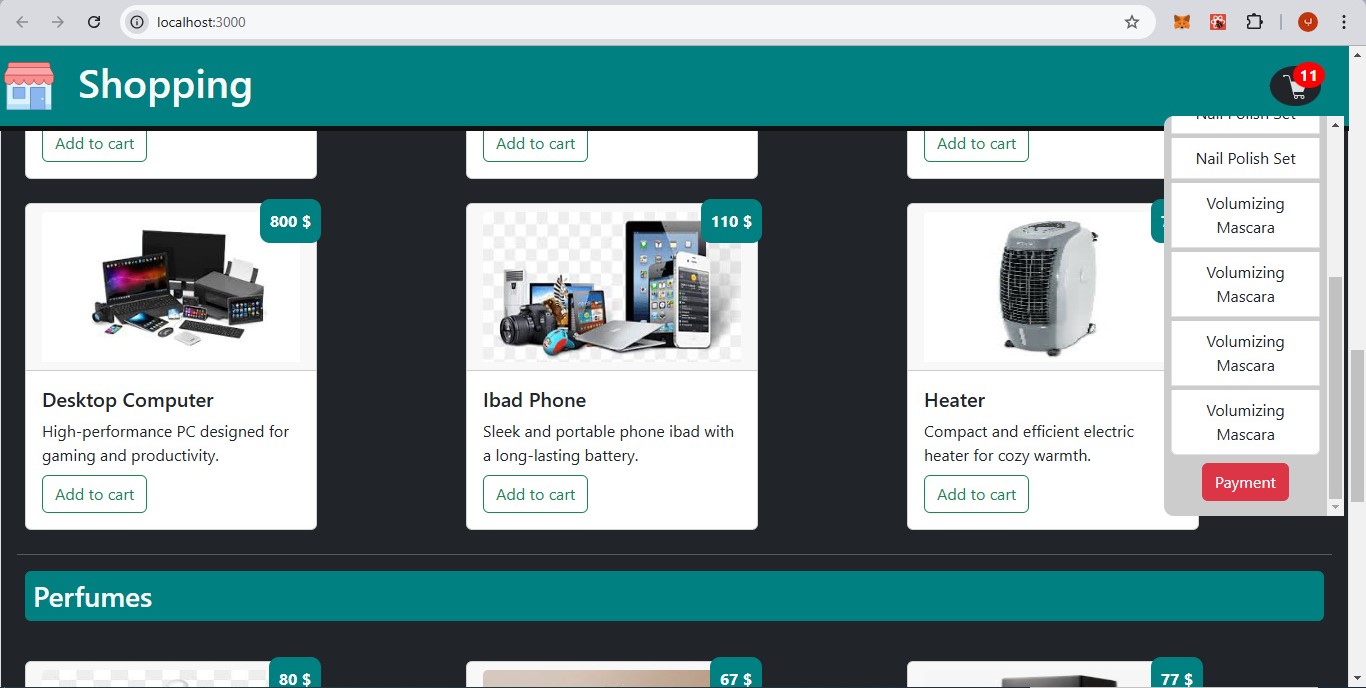 localhost:3000
Shopping
11
Add to cart
Add to cart
Add to cart
Nail Polish Set
Nail Polish Set
Volumizing
Mascara
Volumizing
Mascara
Volumizing
Mascara
Volumizing
Mascara
Payment
800 $
Desktop Computer
High-performance PC designed for
gaming and productivity.
Add to cart
110 $
Ibad Phone
Sleek and portable phone ibad with
a long-lasting battery.
Add to cart
Heater
Compact and efficient electric
heater for cozy warmth.
Add to cart
Perfumes
80 $
67 $
77 $